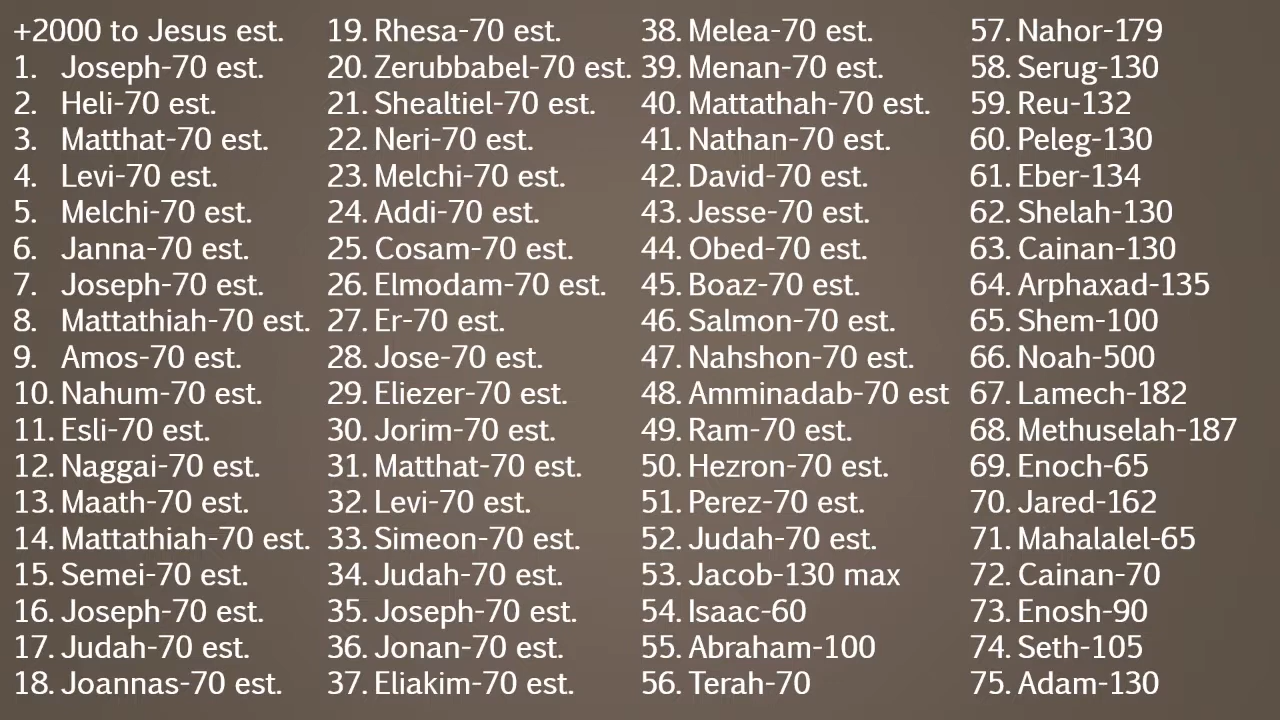 +2000 to Jesus est.
1. Joseph-70 est.
2. Heli-70 est.
3. Matthat-70 est.
4. Levi-70 est.
5. Melchi-70 est.
6. Janna-70 est.
7. Joseph-70 est.
8. Mattathiah-70 est.
9. Amos-70 est.
10. Nahum-70 est.
11. Esli-70 est.
12. Naggai-70 est.
13. Maath-70 est.
14. Mattathiah-70 est.
15. Semei-70 est.
16. Joseph-70 est.
17. Judah-70 est.
18. Joannas-70 est.
19. Rhesa-70 est.
20. Zerubbabel-70 est.
21. Shealtiel-70 est.
22. Neri-70 est.
23. Melchi-70 est.
24. Addi-70 est.
25. Cosam-70 est.
26. Elmodam-70 est.
27. Er-70 est.
28. Jose-70 est.
29. Eliezer-70 est.
30. Jorim-70 est.
31. Matthat-70 est.
32. Levi-70 est.
33. Simeon-70 est.
34. Judah-70 est.
35. Joseph-70 est.
36. Jonan-70 est.
37. Eliakim-70 est.
38. Melea-70 est.
39. Menan-70 est.
40. Mattathah-70 est.
41. Nathan-70 est.
42. David-70 est.
43. Jesse-70 est.
44. Obed-70 est.
45. Boaz-70 est.
46. Salmon-70 est.
47. Nahshon-70 est.
48. Amminadab-70 est
49. Ram-70 est.
50. Hezron-70 est.
51. Perez-70 est.
52. Judah-70 est.
53. Jacob-130 max
54. Isaac-60
55. Abraham-100
56. Terah-70
57. Nahor-179
58. Serug-130
59. Reu-132
60. Peleg-130
61. Eber-134
62. Shelah-130
63. Cainan-130
64. Arphaxad-135
65. Shem-100
66. Noah-500
67. Lamech-182
68. Methuselah-187
69. Enoch-65
70. Jared-162
71. Mahalalel-65
72. Cainan-70
73. Enosh-90
74. Seth-105
75. Adam-130